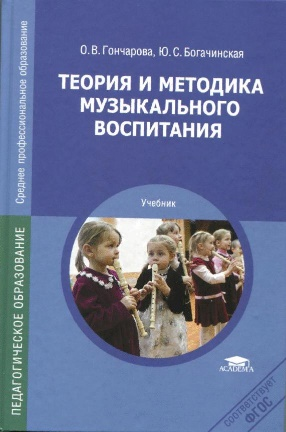 О. В. Гончарова, Ю. С. Богачинская
ТЕОРИЯ И МЕТОДИКА
МУЗЫКАЛЬНОГО
ВОСПИТАНИЯ
Учебник
ПЕДАГОГИЧЕСКОЕ ОБРАЗОВАНИЕ
Среднее профессиональное образование
ACADEMA
соответствует
ФГОС